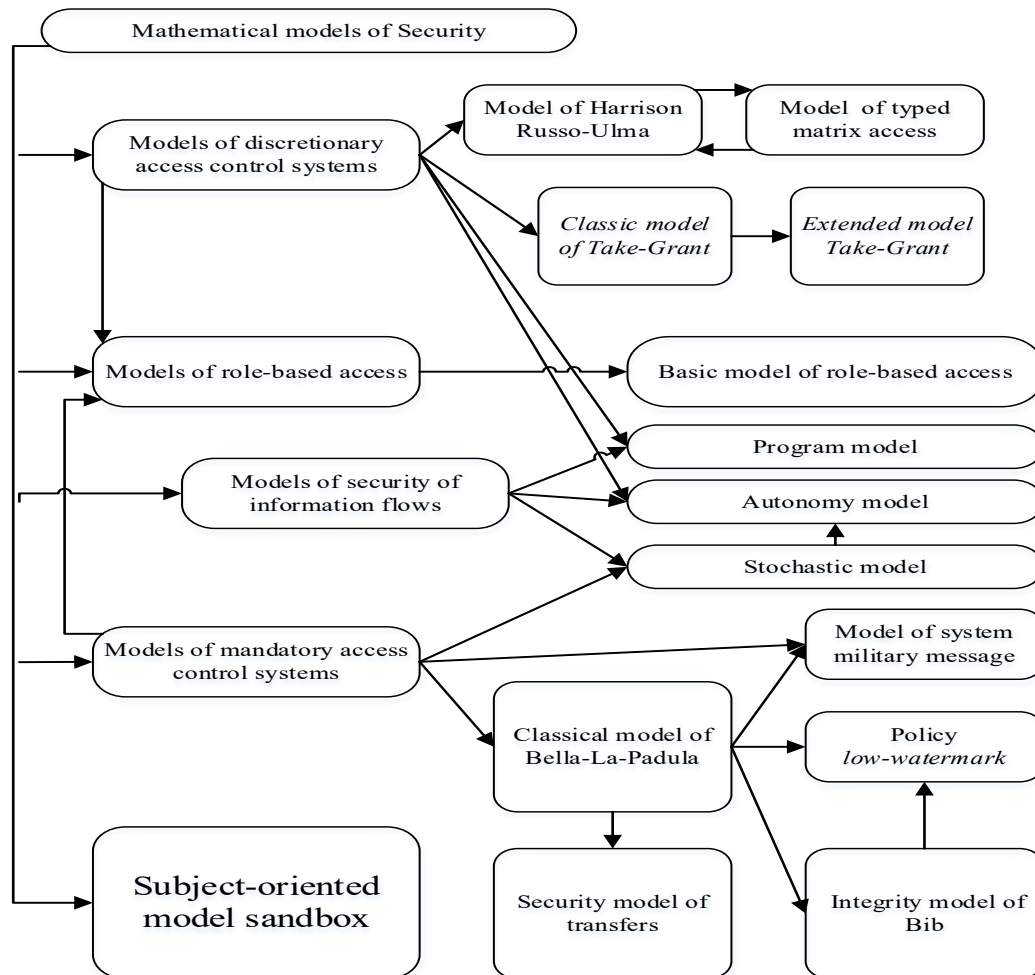 Mathematical models of Security
Model of Harrison
Russo-Ulma
Model of typed
matrix access
Models of discretionary
access control systems
Classic model
of Take-Grant
Extended model
Take-Grant
Models of role-based access
Basic model of role-based access
Program model
Models of security of
information flows
Autonomy model
Stochastic model
Models of mandatory access
control systems
Model of system
military message
Classical model of
Bella-La-Padula
Policy
low-watermark
Subject-oriented
model sandbox
Security model of
transfers
Integrity model of
Bib